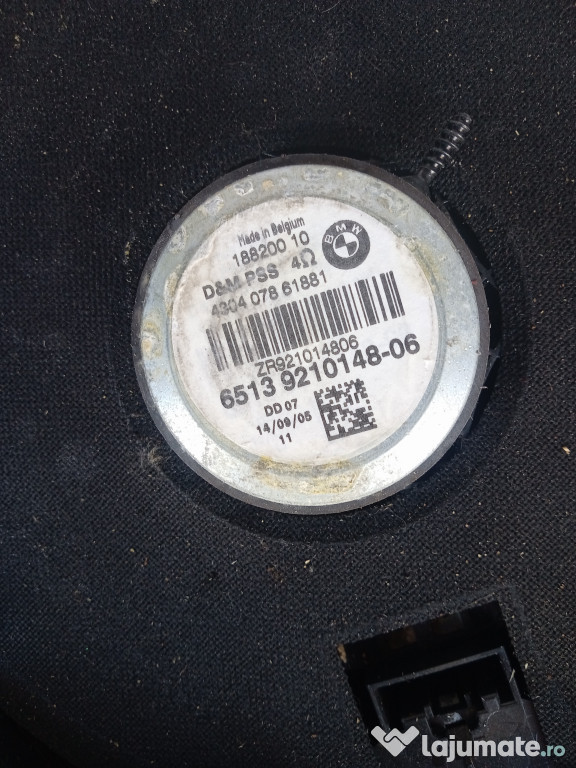 Made in Belgium
188200 10
BMW
D&M PSS 4Ω
4304 078 61881
ZR921014806
6513 9210148-06
DD 07
14/09/05
11
lajumate.ro